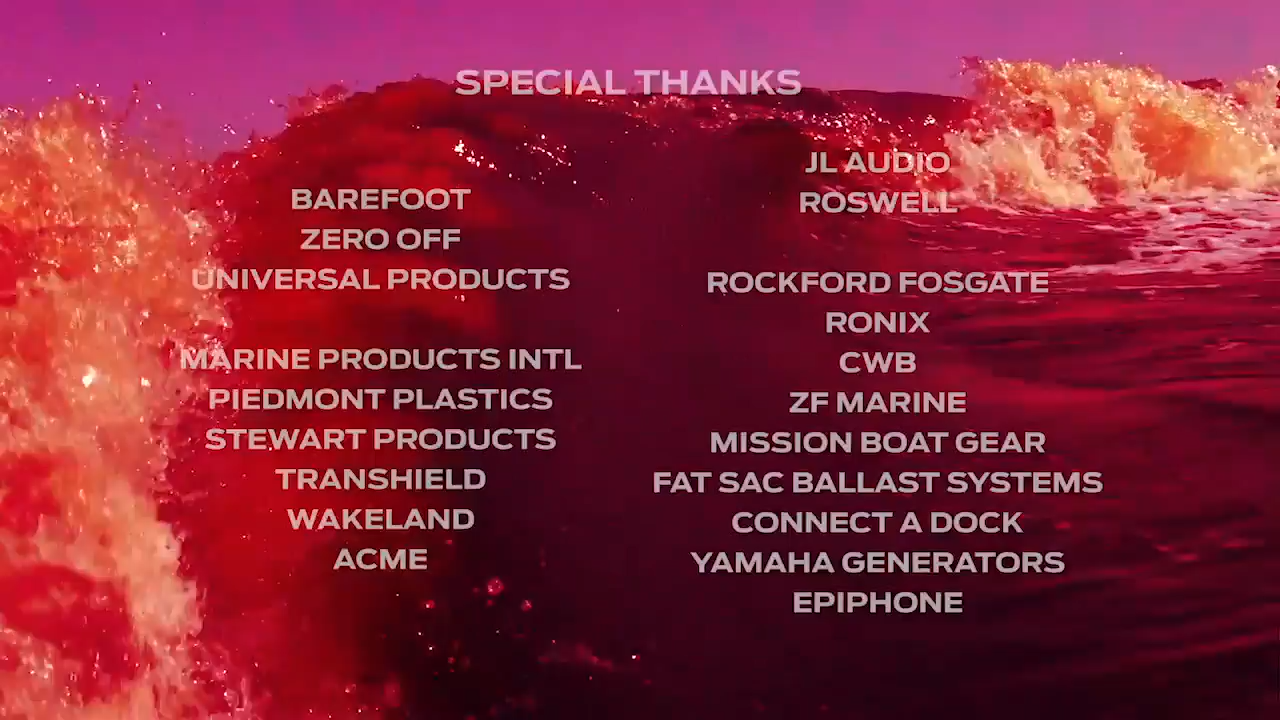 SPECIAL THANKS
BAREFOOT
ZERO OFF
UNIVERSAL PRODUCTS
MARINE PRODUCTS INTL
PIEDMONT PLASTICS
STEWART PRODUCTS
TRANSHIELD
WAKELAND
ACME
JL AUDIO
ROSWELL
ROCKFORD FOSGATE
RONIX
CWB
ZF MARINE
MISSION BOAT GEAR
FAT SAC BALLAST SYSTEMS
CONNECT A DOCK
YAMAHA GENERATORS
EPIPHONE